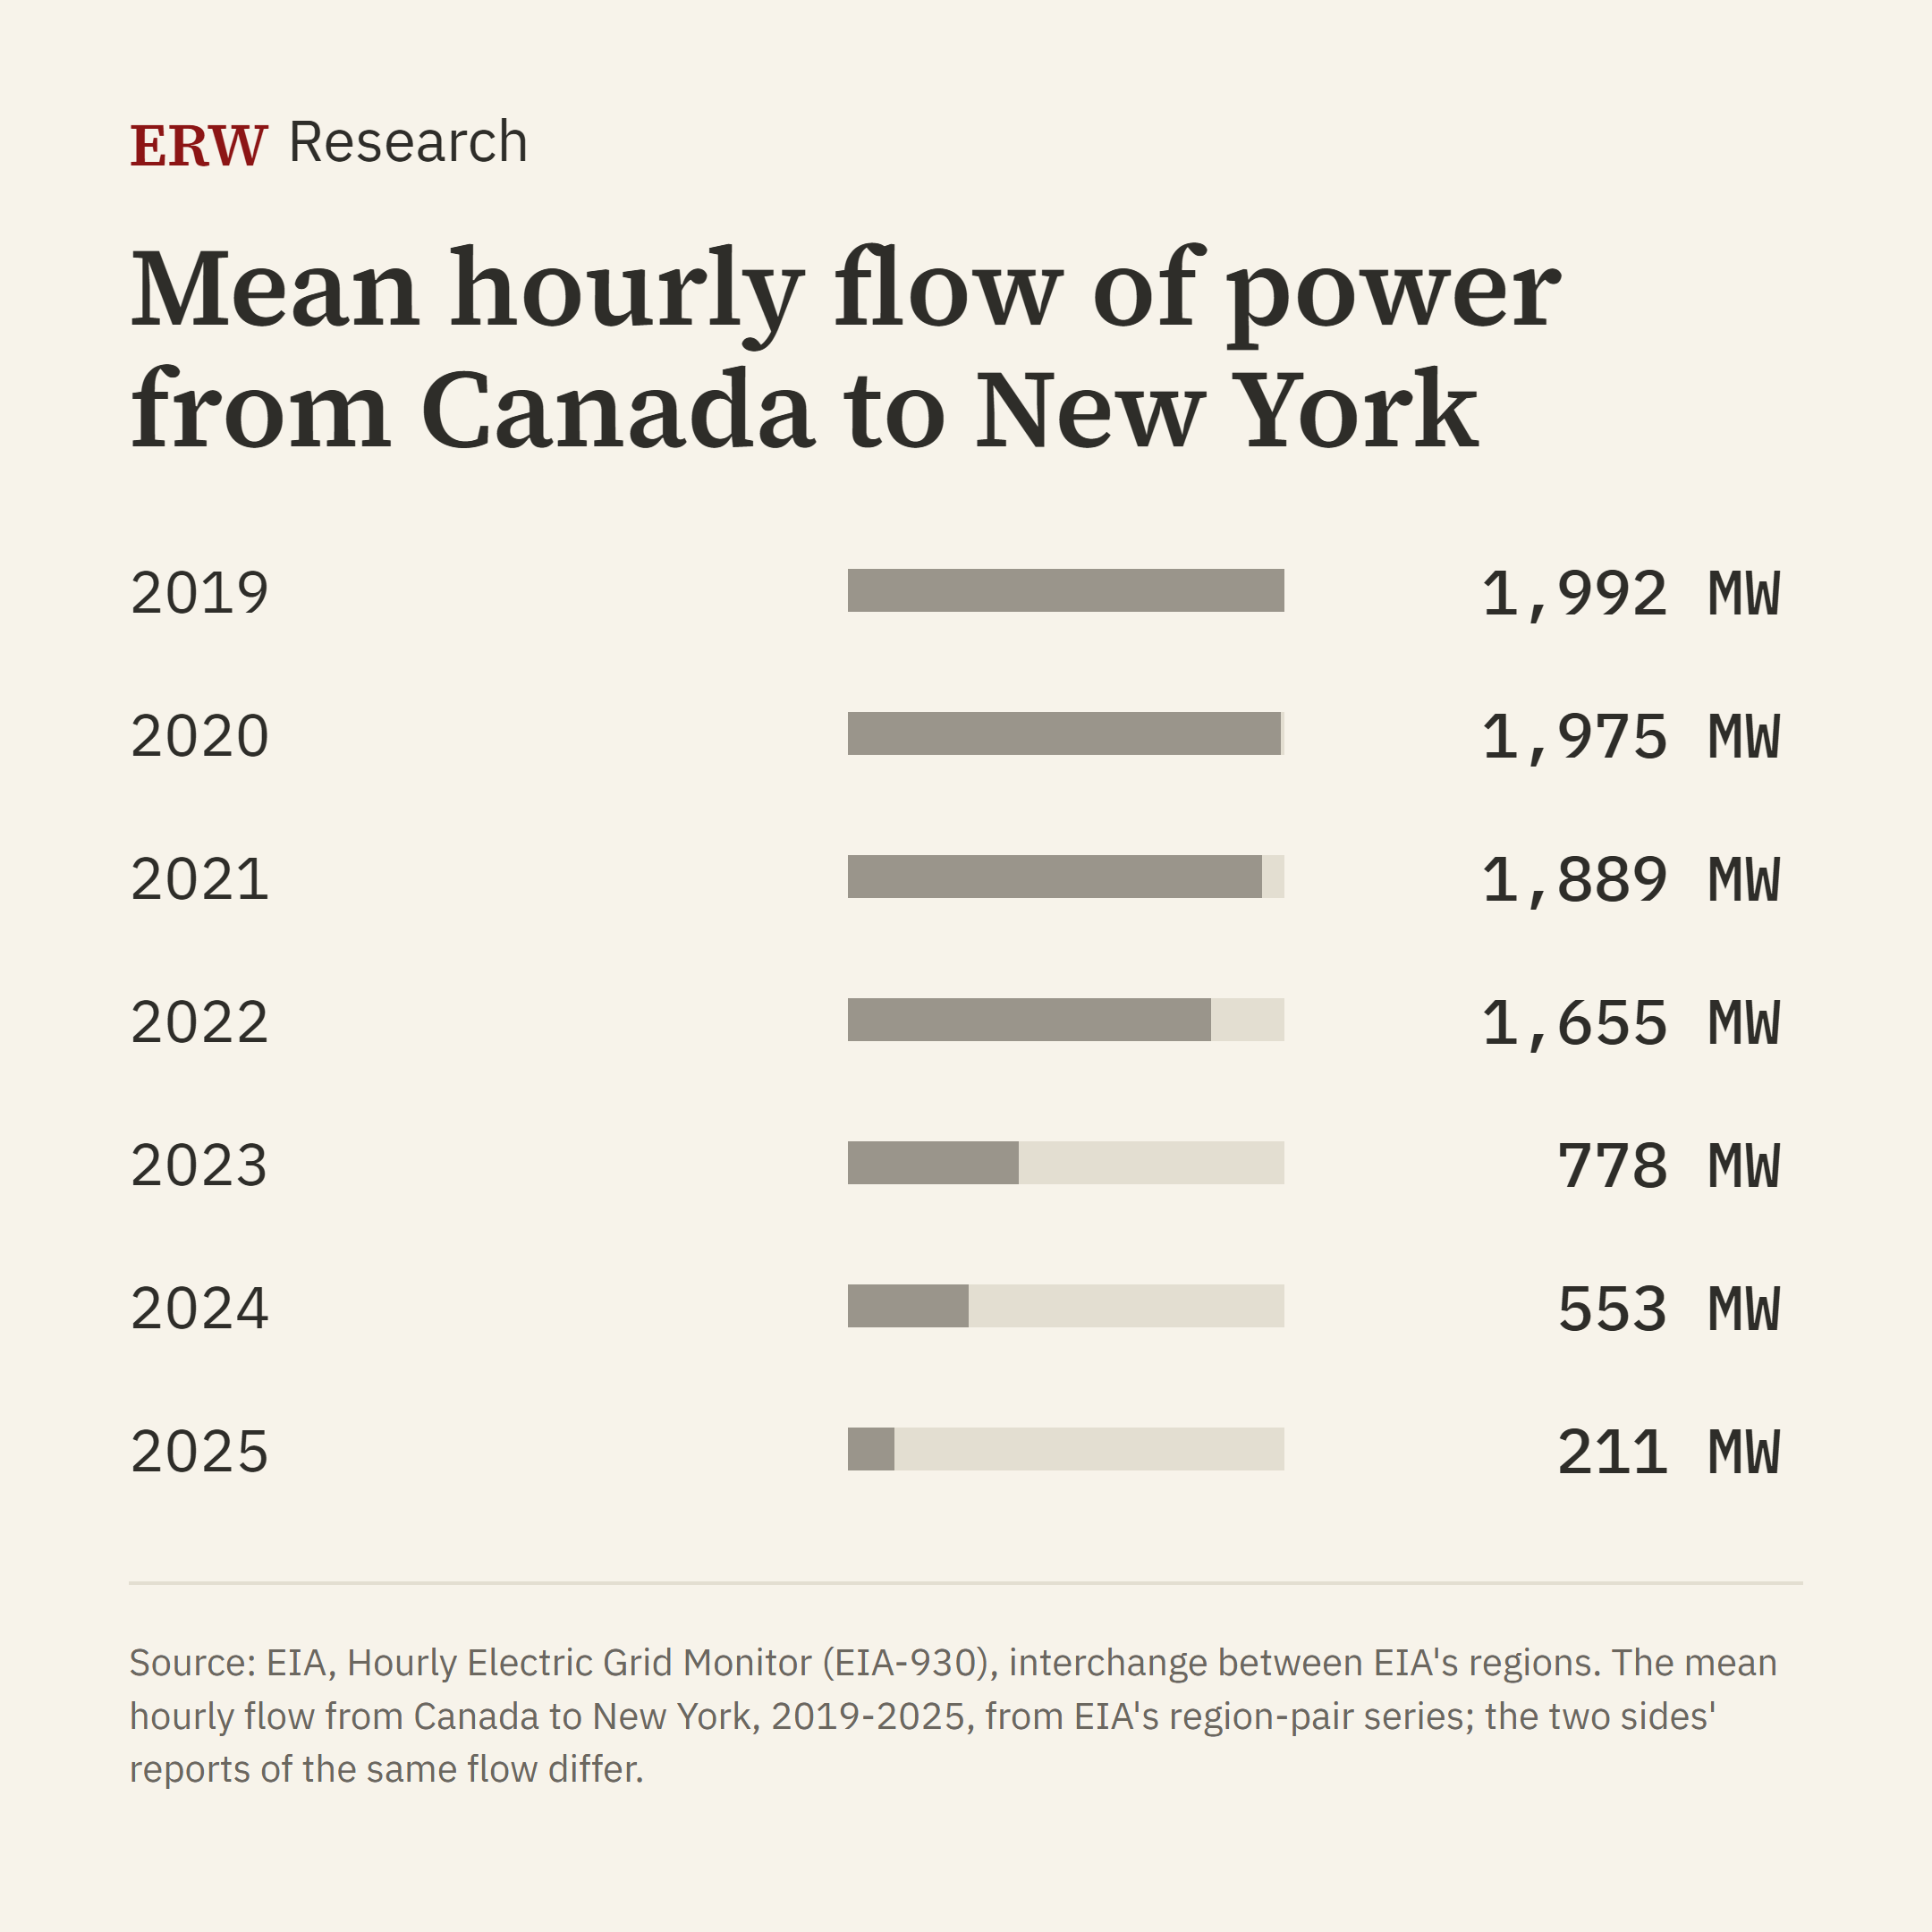 ERW Research
Mean hourly flow of power
from Canada to New York
2019 1,992 MW
2020 1,975 MW
2021 1,889 MW
2022 1,655 MW
2023 778 MW
2024 553 MW
2025 211 MW
Source: EIA, Hourly Electric Grid Monitor (EIA-930), interchange between EIA's regions. The mean
hourly flow from Canada to New York, 2019-2025, from EIA's region-pair series; the two sides'
reports of the same flow differ.